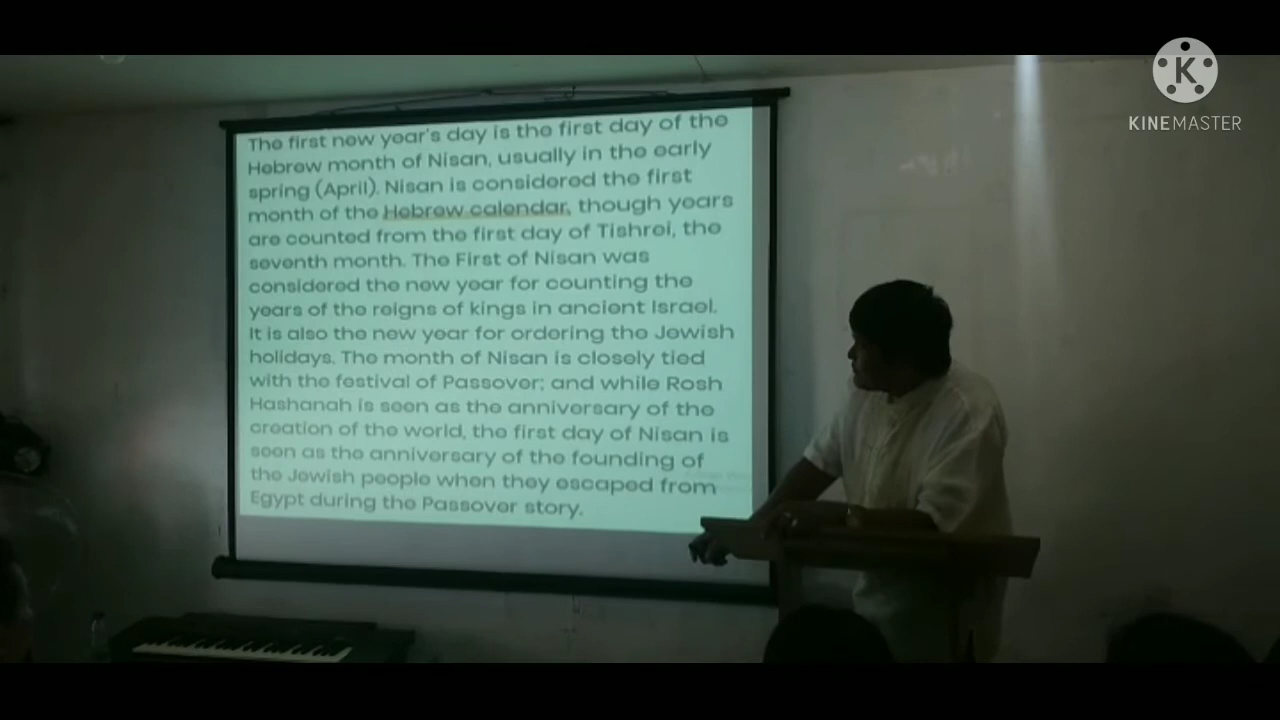 The first new year's day is the first day of the
Hebrew month of Nisan, usually in the early
spring (April). Nisan is considered the first
month of the Hebrew calendar, though years
are counted from the first day of Tishrei, the
seventh month. The First of Nisan was
considered the new year for counting the
years of the reigns of kings in ancient Israel.
It is also the new year for ordering the Jewish
holidays. The month of Nisan is closely tied
with the festival of Passover; and while Rosh
Hashanah is seen as the anniversary of the
creation of the world, the first day of Nisan is
seen as the anniversary of the founding of
the Jewish people when they escaped from
Egypt during the Passover story.
K
KINEMASTER